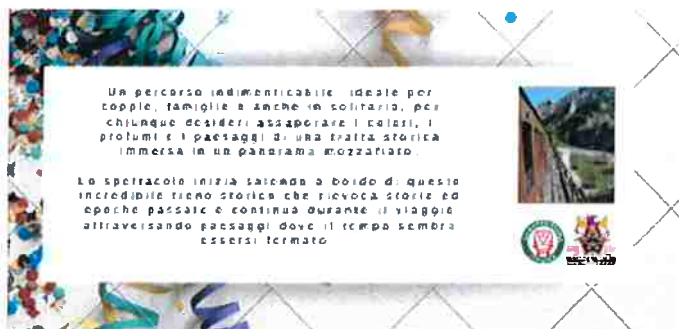 Un percorso indimenticabile ideale per
coppie, famiglie e anche in solitaria, per
chiunque desideri assaporare i colori, i
profumi e i paesaggi di una tratta storica
immersa in un panorama mozzafiato.
Lo spettacolo inizia salendo a bordo di questo
incredibile treno storico che rievoca storie ed
epoche passate e continua durante il viaggio
attraversando paesaggi dove il tempo sembra
essersi fermato